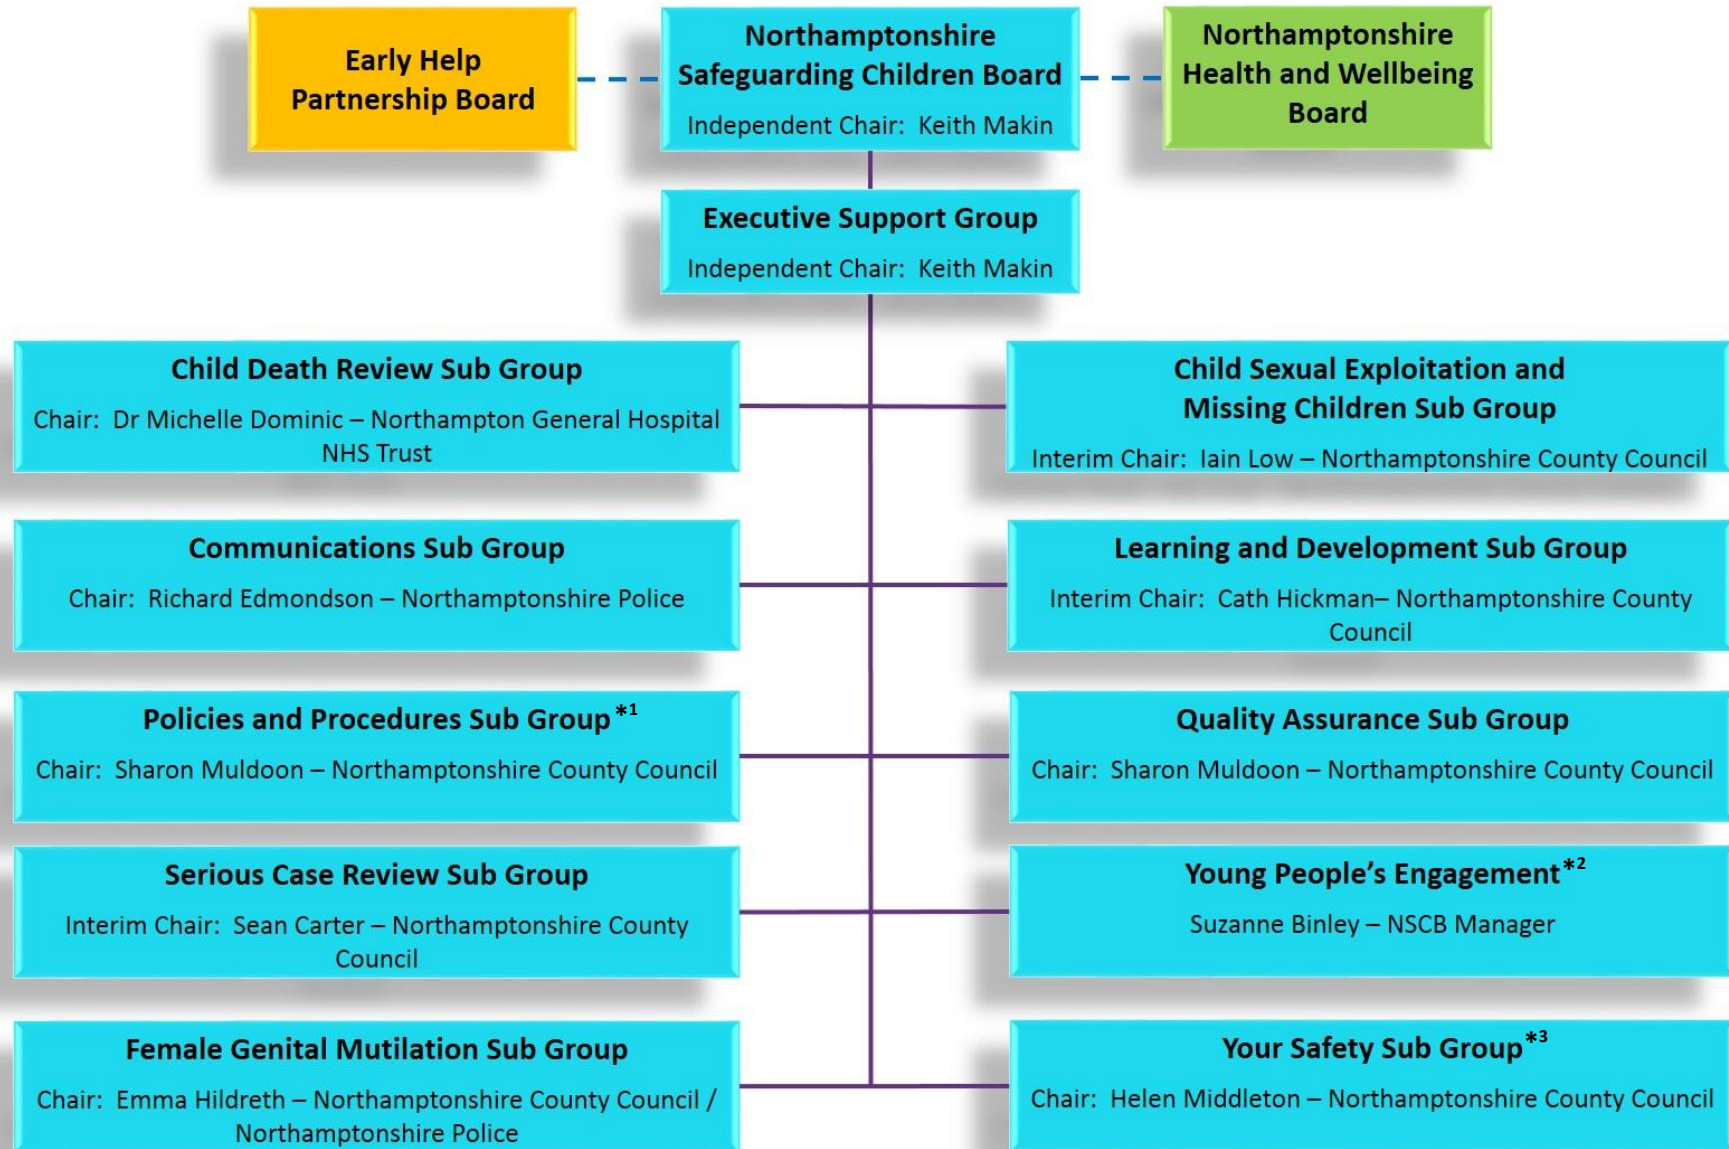 Early Help
Partnership Board
Northamptonshire
Safeguarding Children Board
Independent Chair: Keith Makin
Northamptonshire
Health and Wellbeing
Board
Executive Support Group
Independent Chair: Keith Makin
Child Death Review Sub Group
Chair: Dr Michelle Dominic – Northampton General Hospital
NHS Trust
Child Sexual Exploitation and
Missing Children Sub Group
Interim Chair: Iain Low – Northamptonshire County Council
Communications Sub Group
Chair: Richard Edmondson – Northamptonshire Police
Learning and Development Sub Group
Interim Chair: Cath Hickman– Northamptonshire County
Council
Policies and Procedures Sub Group *1
Chair: Sharon Muldoon – Northamptonshire County Council
Quality Assurance Sub Group
Chair: Sharon Muldoon – Northamptonshire County Council
Serious Case Review Sub Group
Interim Chair: Sean Carter – Northamptonshire County
Council
Young People’s Engagement*2
Suzanne Binley – NSCB Manager
Female Genital Mutilation Sub Group
Chair: Emma Hildreth – Northamptonshire County Council /
Northamptonshire Police
Your Safety Sub Group*3
Chair: Helen Middleton – Northamptonshire County Council